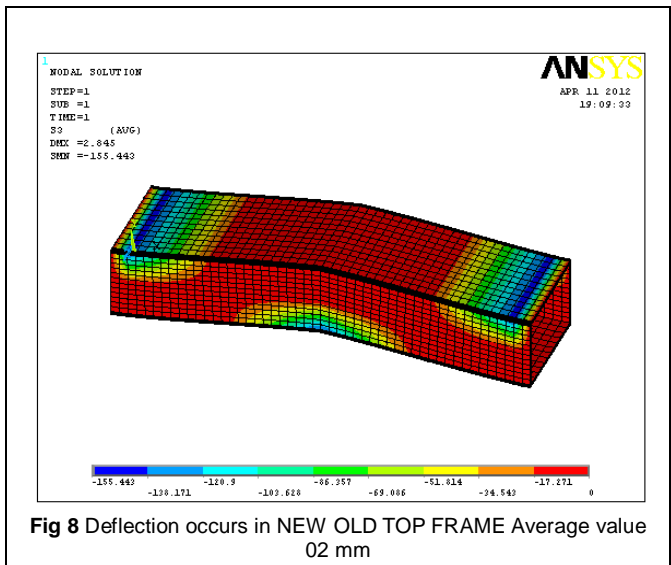 1
NODAL SOLUTION
ANSYS
STEP=1
SUB =1
TIME=1
S3 (AVG)
DMX =2.845
SMN =-155.443
APR 11 2012
19:09:33
-155.443 -138.171 -120.9 -103.628 -86.357 -69.086 -51.814 -34.543 -17.271 0
Fig 8 Deflection occurs in NEW OLD TOP FRAME Average value
02 mm